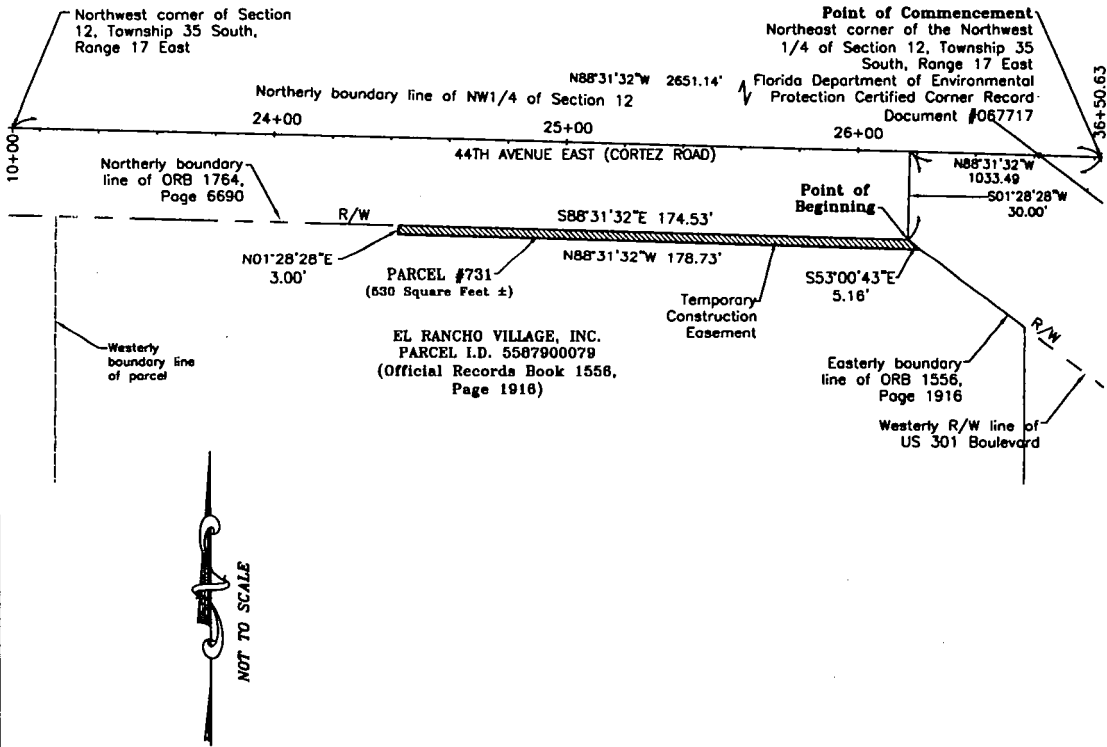 Northwest corner of Section
12, Township 35 South,
Range 17 East
Point of Commencement
Northeast corner of the Northwest
1/4 of Section 12, Township 35
South, Range 17 East
Florida Department of Environmental
Protection Certified Corner Record
Document #067717
N88°31'32"W 2651.14'
Northerly boundary line of NW1/4 of Section 12
10+00
24+00
25+00
26+00
36+50.63
44TH AVENUE EAST (CORTEZ ROAD)
N88°31'32"W
1033.49
S01°28'28"W
30.00'
Northerly boundary
line of ORB 1764,
Page 6690
R/W
Point of
Beginning
S88°31'32"E 174.53'
N01°28'28"E
3.00'
N88°31'32"W 178.73'
PARCEL #731
(530 Square Feet ±)
S53°00'43"E
5.16'
Temporary
Construction
Easement
EL RANCHO VILLAGE, INC.
PARCEL I.D. 5587900079
(Official Records Book 1556,
Page 1916)
Westerly
boundary line
of parcel
R/W
Easterly boundary
line of ORB 1556,
Page 1916
Westerly R/W line of
US 301 Boulevard
NOT TO SCALE